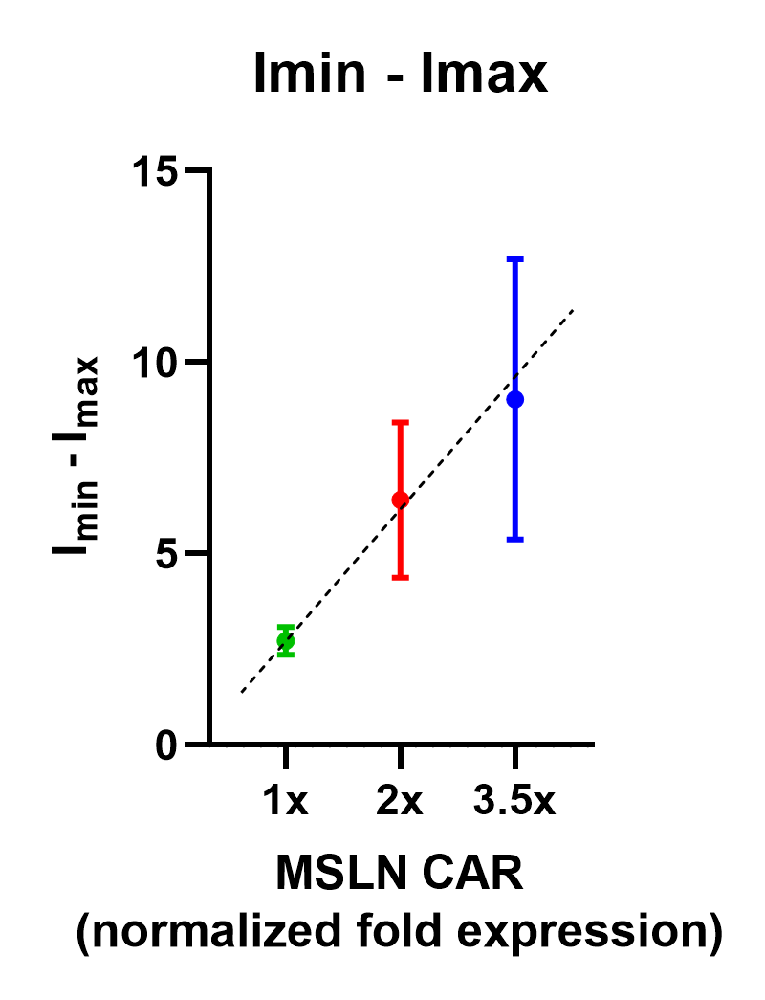 Imin - Imax
15
10
5
0
Imin - Imax
1x 2x 3.5x
MSLN CAR
(normalized fold expression)